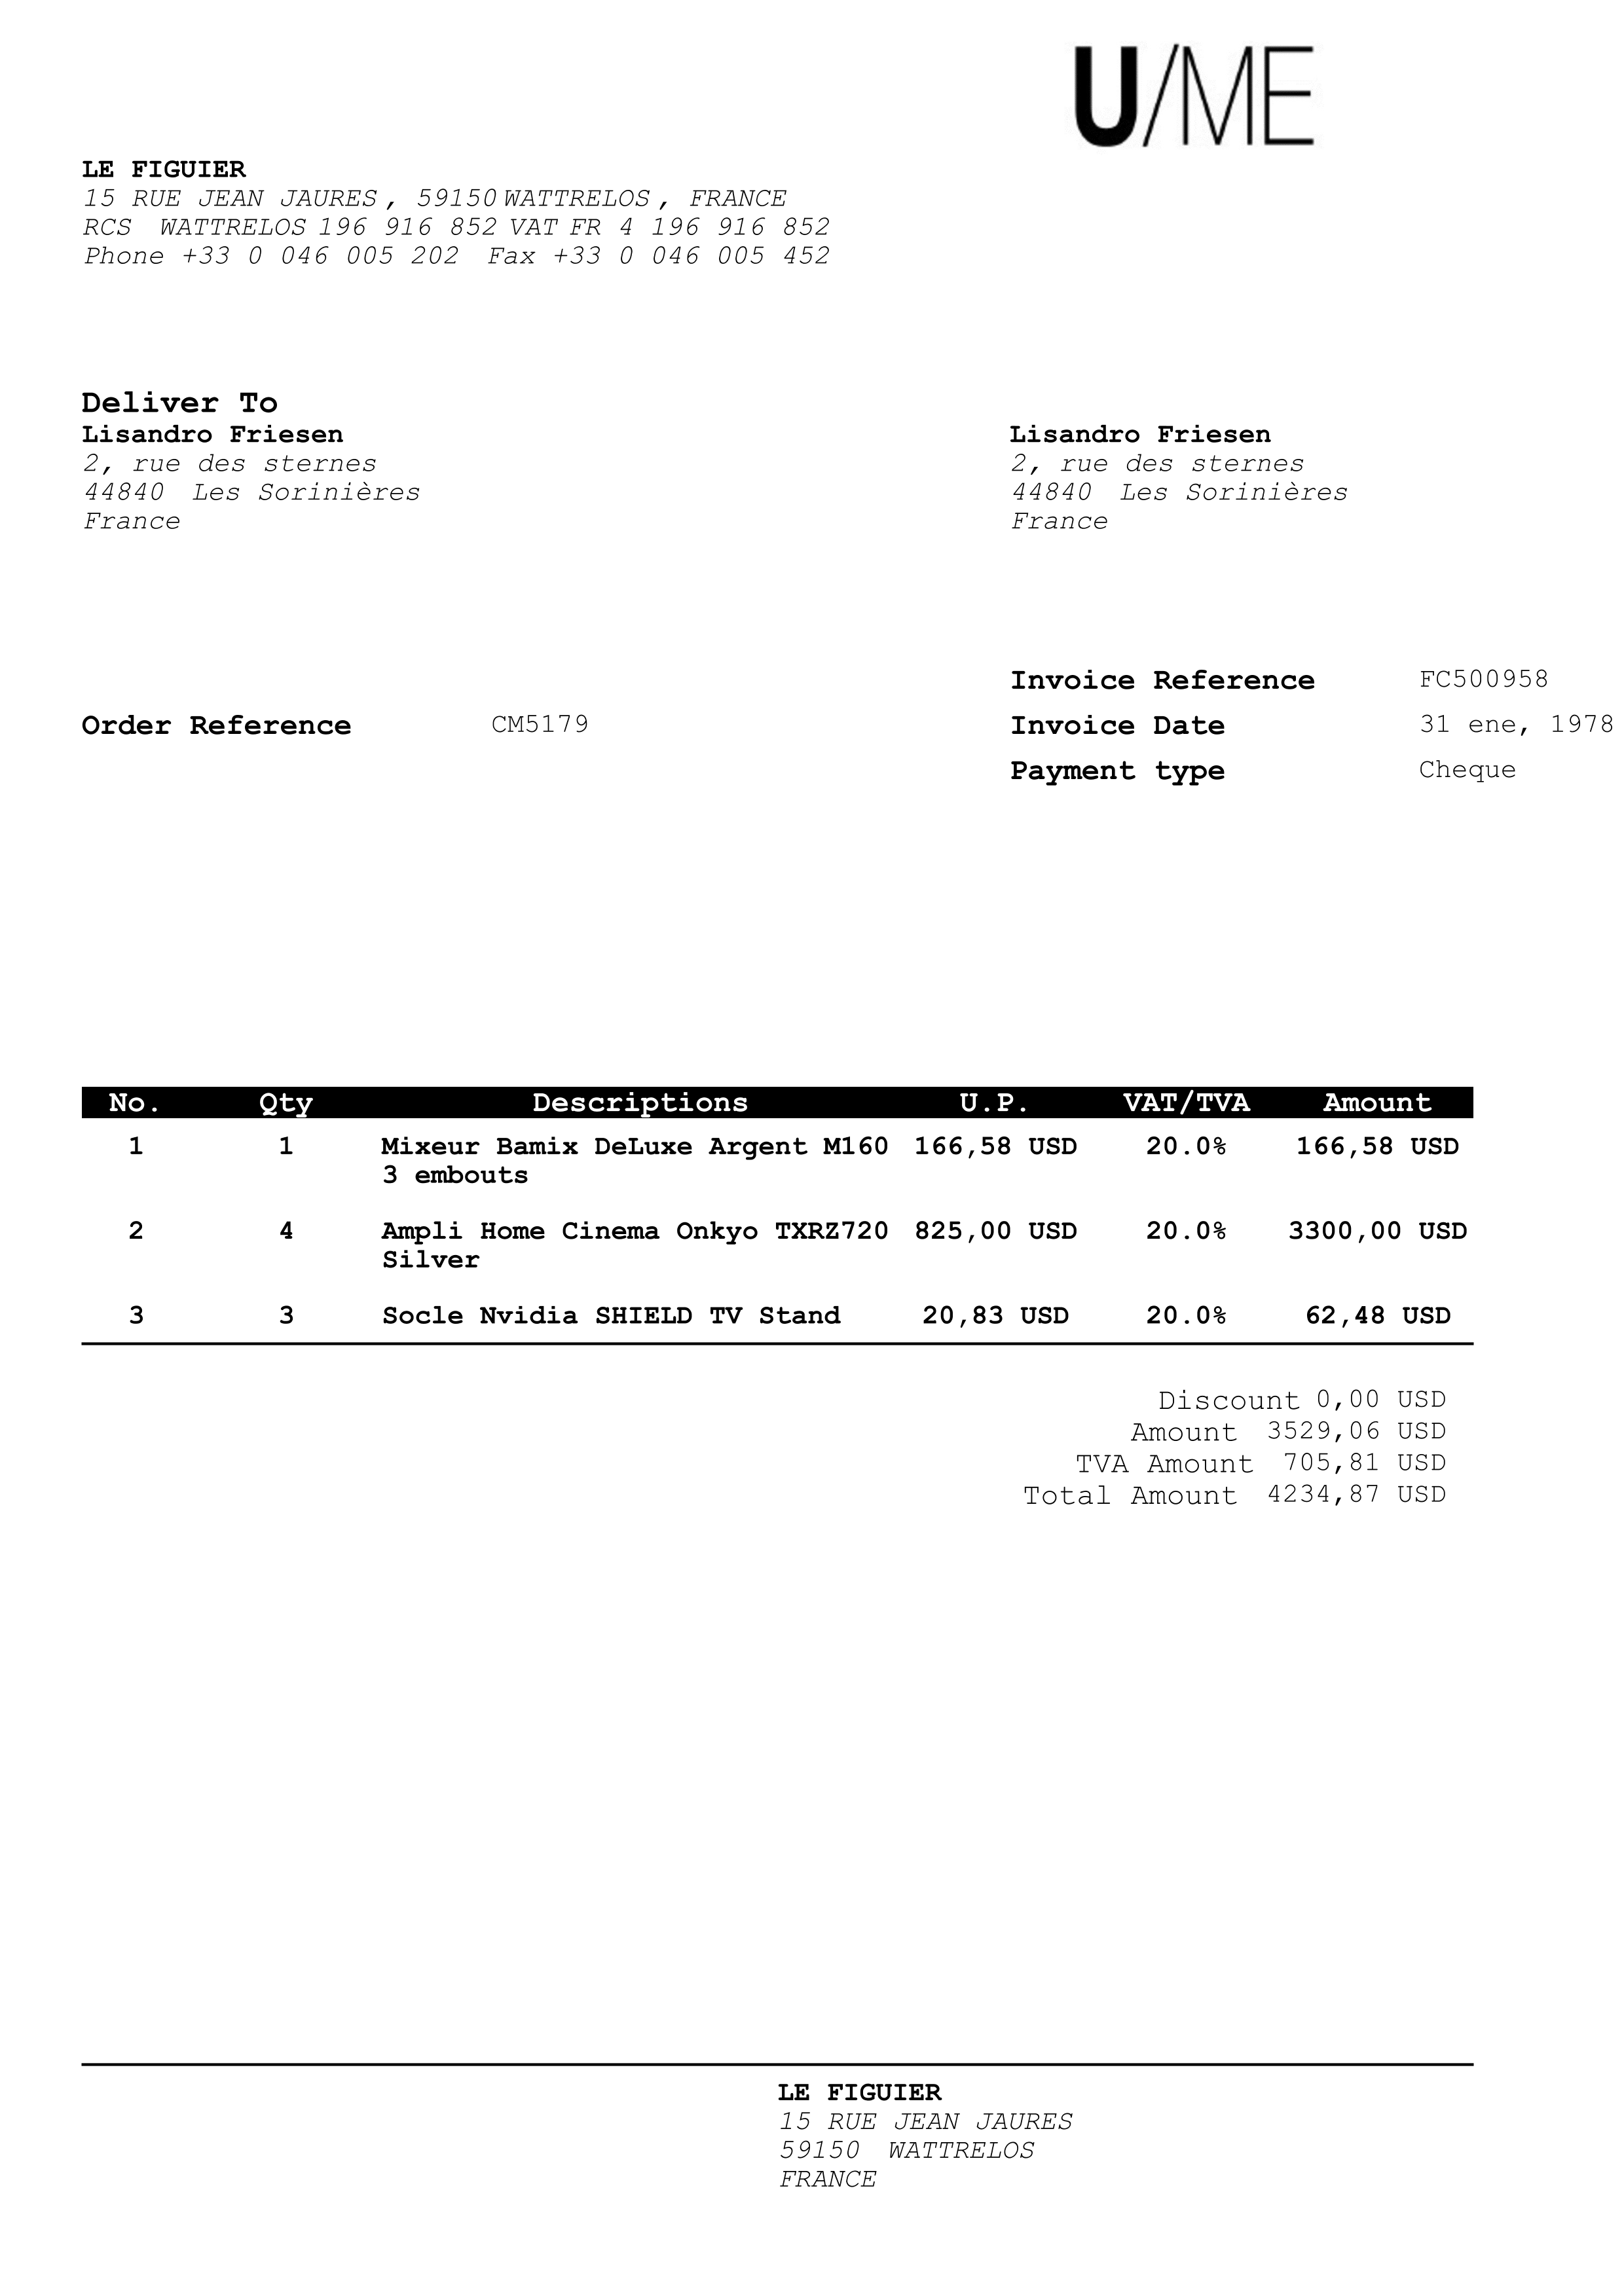 U/ME
LE FIGUIER
15 RUE JEAN JAURES, 59150 WATTRELOS, FRANCE
RCS WATTRELOS 196 916 852 VAT FR 4 196 916 852
Phone +33 0 046 005 202 Fax +33 0 046 005 452
Deliver To
Lisandro Friesen
2, rue des sternes
44840 Les Sorinières
France
Lisandro Friesen
2, rue des sternes
44840 Les Sorinières
France
Invoice Reference FC500958
Order Reference CM5179
Invoice Date 31 ene, 1978
Payment type Cheque
No. Qty Descriptions U.P. VAT/TVA Amount
1 1 Mixeur Bamix DeLuxe Argent M160 166,58 USD 20.0% 166,58 USD
3 embouts
2 4 Ampli Home Cinema Onkyo TXRZ720 825,00 USD 20.0% 3300,00 USD
Silver
3 3 Socle Nvidia SHIELD TV Stand 20,83 USD 20.0% 62,48 USD
Discount 0,00 USD
Amount 3529,06 USD
TVA Amount 705,81 USD
Total Amount 4234,87 USD
LE FIGUIER
15 RUE JEAN JAURES
59150 WATTRELOS
FRANCE